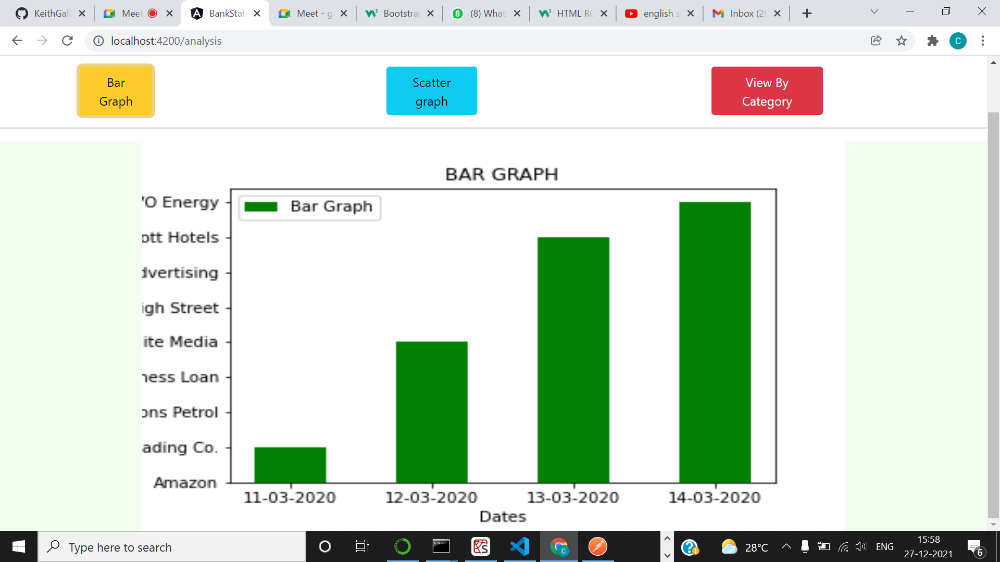 KeithGall
Meet
BankStat
Meet - g
Bootstra
(8) What
HTML RC
english s
Inbox (26
localhost:4200/analysis
C
Bar
Graph
Scatter
graph
View By
Category
BAR GRAPH
Bar Graph
'O Energy
ott Hotels
dvertising
igh Street
ite Media
ness Loan
ons Petrol
ading Co.
Amazon
11-03-2020 12-03-2020 13-03-2020 14-03-2020
Dates
Type here to search
28°C
ENG
15:58
27-12-2021
6